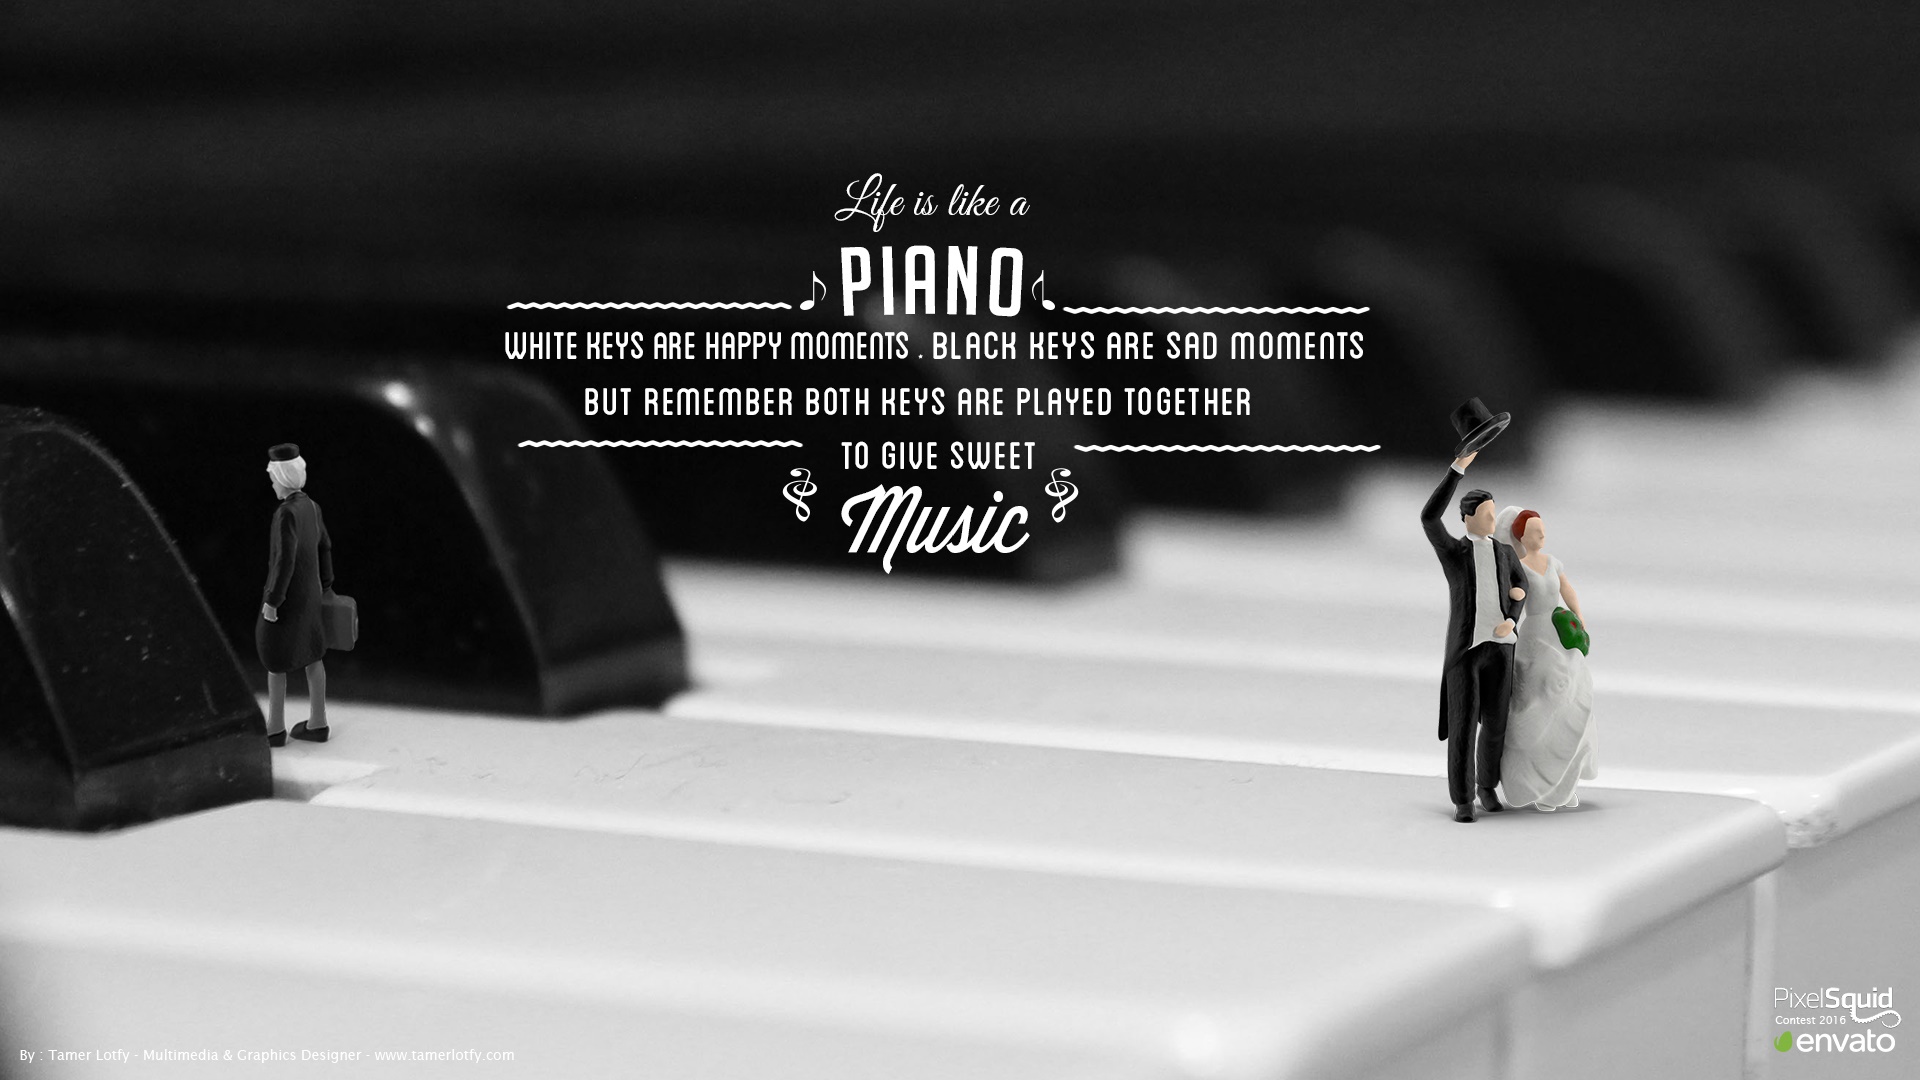 Life is like a
PIANO
WHITE KEYS ARE HAPPY MOMENTS . BLACK KEYS ARE SAD MOMENTS
BUT REMEMBER BOTH KEYS ARE PLAYED TOGETHER
TO GIVE SWEET
Music
PixelSquid
Contest 2016
envato
By : Tamer Lotfy - Multimedia & Graphics Designer - www.tamerlotfy.com